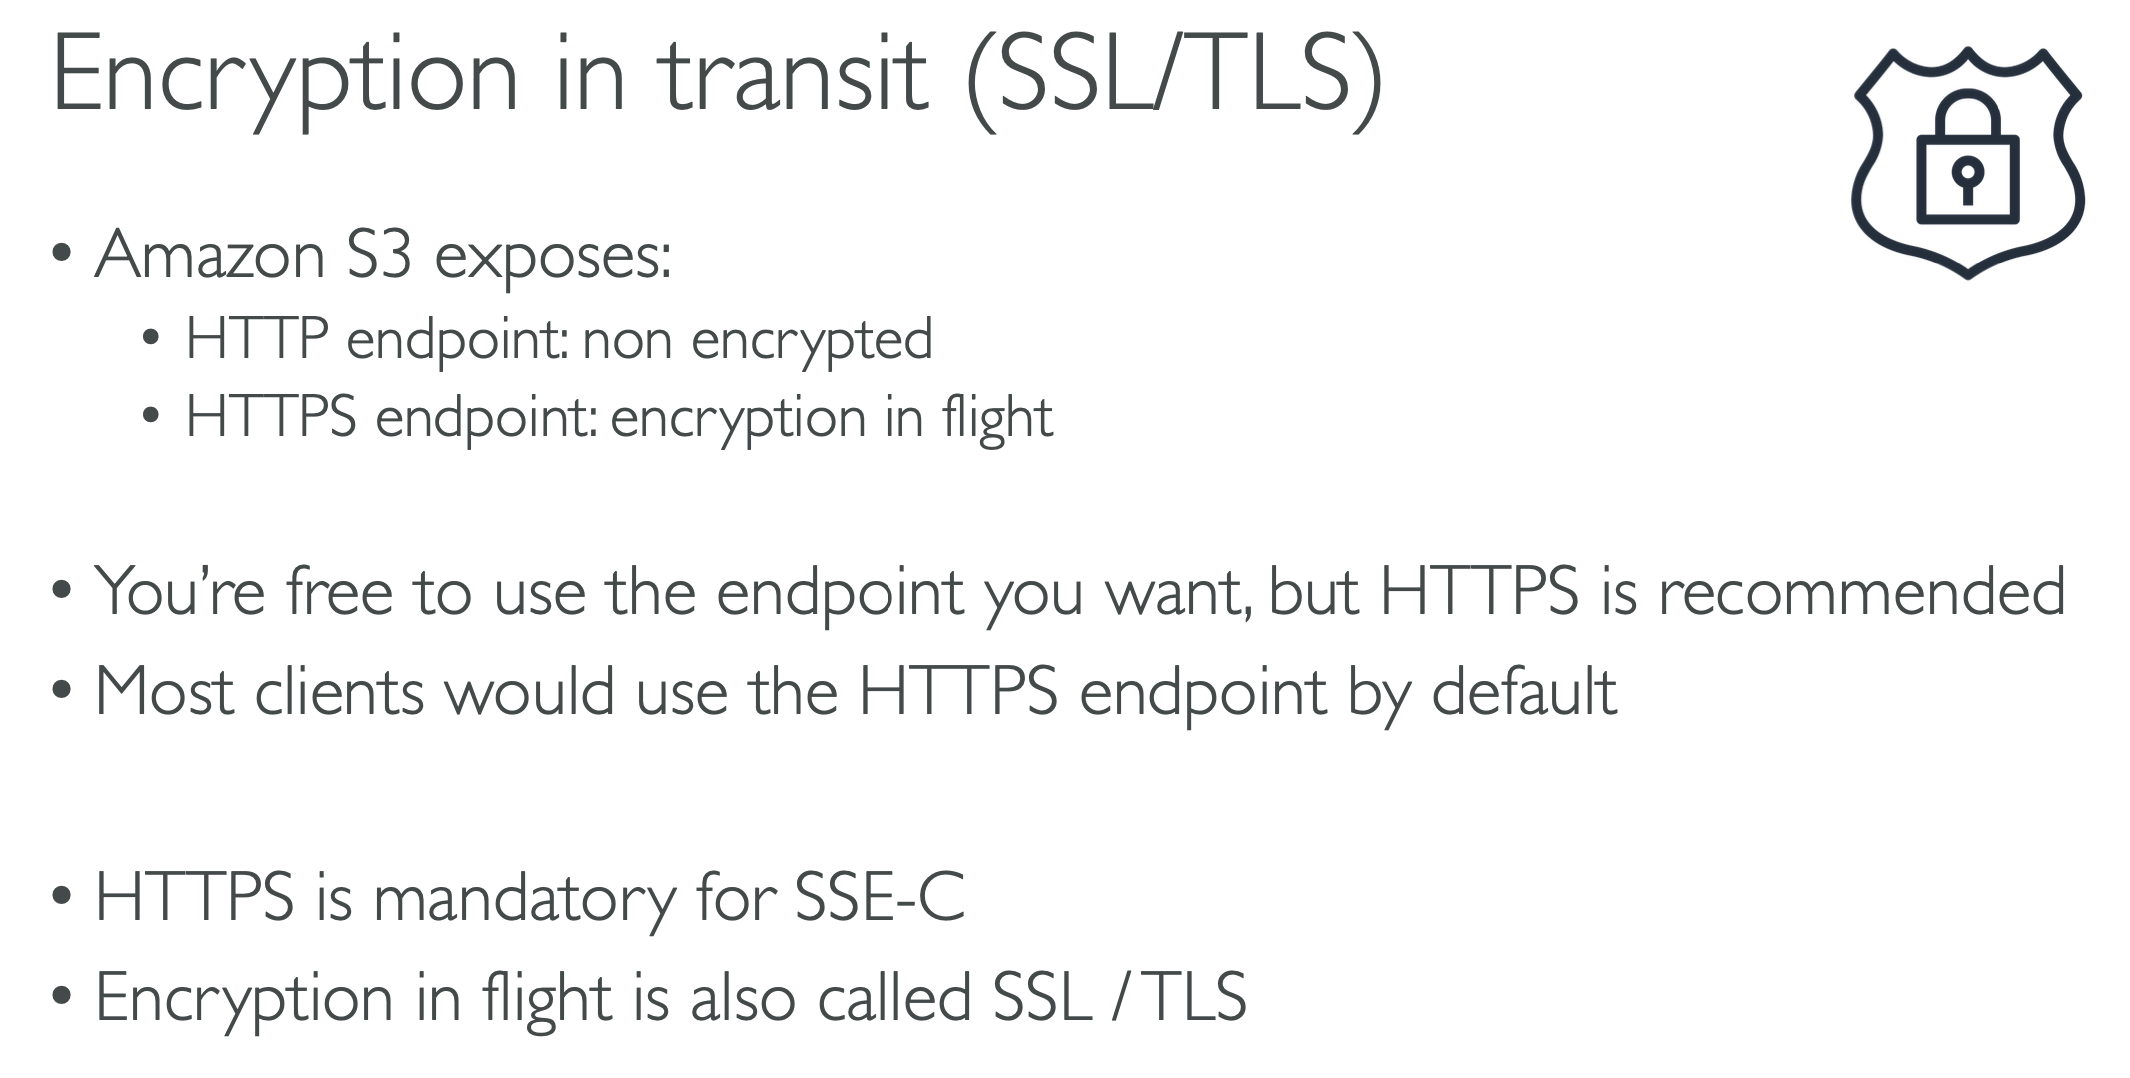 Encryption in transit (SSL/TLS)
• Amazon S3 exposes:
• HTTP endpoint: non encrypted
• HTTPS endpoint: encryption in flight
• You’re free to use the endpoint you want, but HTTPS is recommended
• Most clients would use the HTTPS endpoint by default
• HTTPS is mandatory for SSE-C
• Encryption in flight is also called SSL / TLS